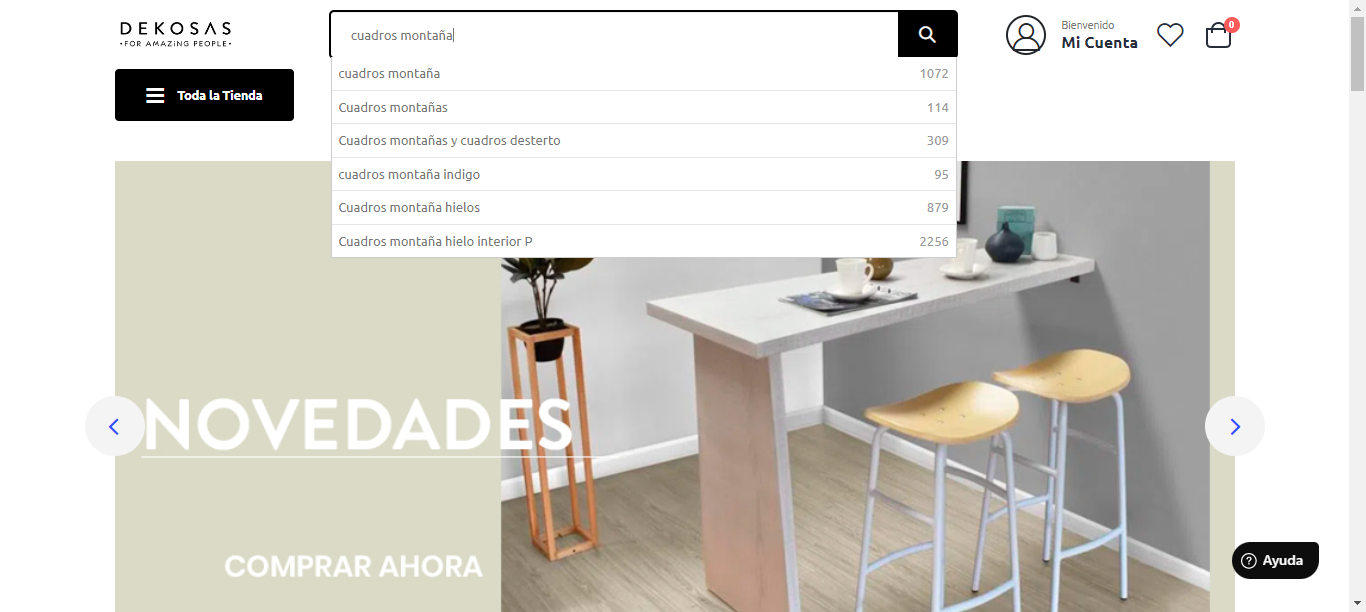 DEKOSAS
•FOR AMAZING PEOPLE•
cuadros montaña
Bienvenido
Mi Cuenta
0
Toda la Tienda
cuadros montaña 1072
Cuadros montañas 114
Cuadros montañas y cuadros desterto 309
cuadros montaña indigo 95
Cuadros montaña hielos 879
Cuadros montaña hielo interior P 2256
NOVEDADES
COMPRAR AHORA
? Ayuda